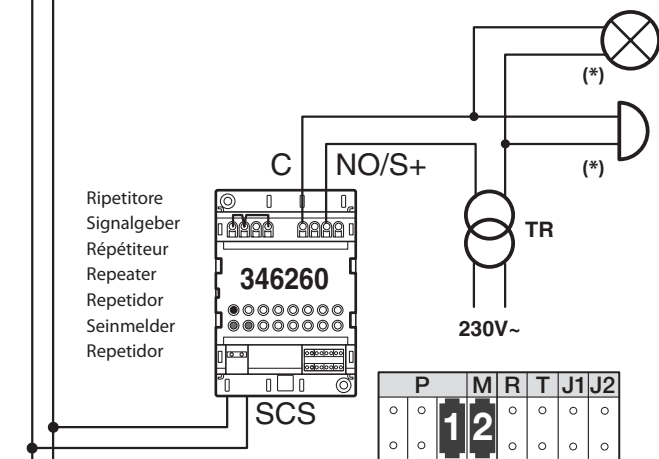 (*)
C NO/S+
(*)
Ripetitore
Signalgeber
Répétiteur
Repeater
Repetidor
Seinmelder
Repetidor
346260
TR
230V~
SCS
P M R T J1 J2
1 2